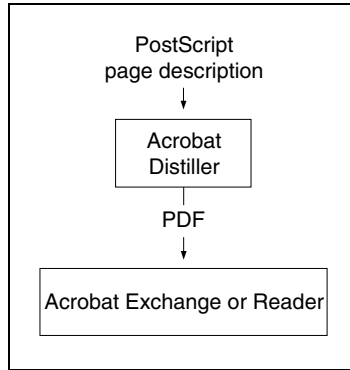 PostScript
page description
Acrobat
Distiller
PDF
Acrobat Exchange or Reader